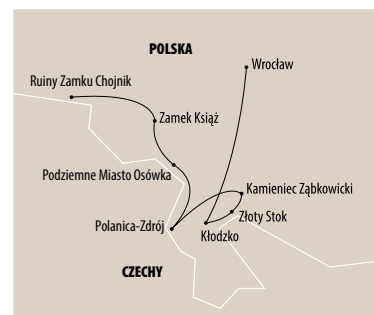 POLSKA
Wrocław
Ruiny Zamku Chojnik
Zamek Książ
Podziemne Miasto Osówka
Kamieniec Ząbkowicki
Złoty Stok
Polanica-Zdrój
Kłodzko
CZECHY